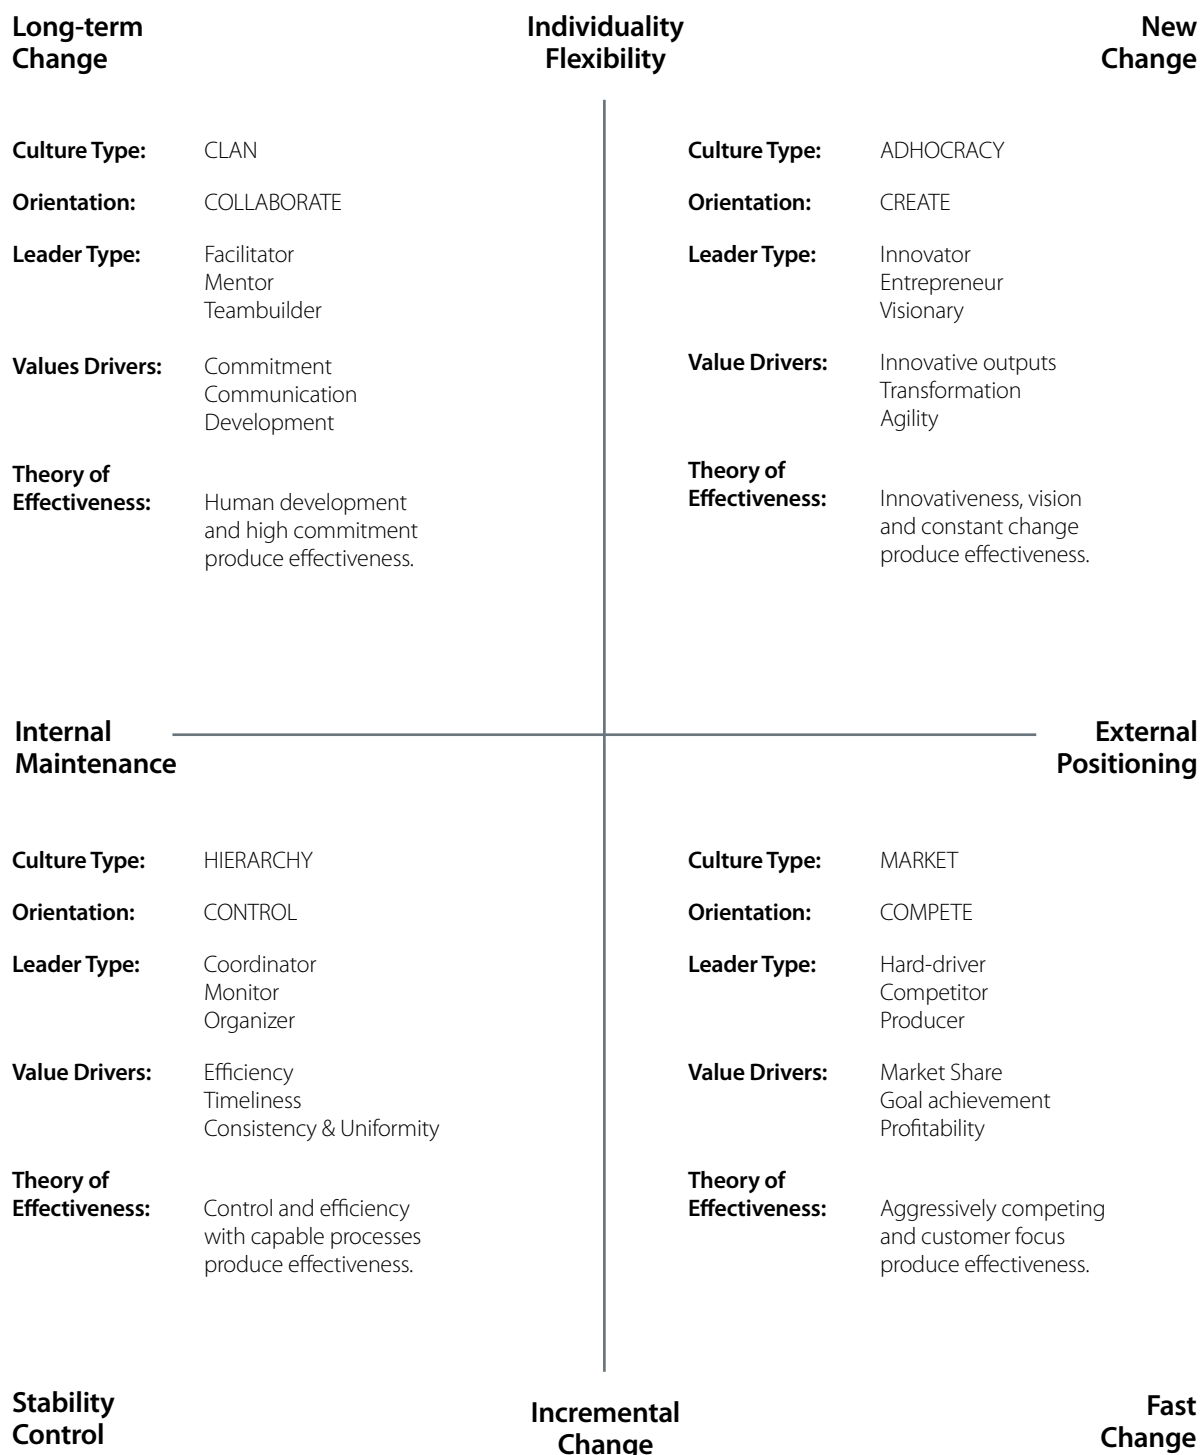 Long-term
Change
Individuality
Flexibility
New
Change
Culture Type: CLAN
Orientation: COLLABORATE
Leader Type: Facilitator
Mentor
Teambuilder
Values Drivers: Commitment
Communication
Development
Theory of
Effectiveness: Human development
and high commitment
produce effectiveness.
Culture Type: ADHOCRACY
Orientation: CREATE
Leader Type: Innovator
Entrepreneur
Visionary
Value Drivers: Innovative outputs
Transformation
Agility
Theory of
Effectiveness: Innovativeness, vision
and constant change
produce effectiveness.
Internal
Maintenance
External
Positioning
Culture Type: HIERARCHY
Orientation: CONTROL
Leader Type: Coordinator
Monitor
Organizer
Value Drivers: Efficiency
Timeliness
Consistency & Uniformity
Theory of
Effectiveness: Control and efficiency
with capable processes
produce effectiveness.
Culture Type: MARKET
Orientation: COMPETE
Leader Type: Hard-driver
Competitor
Producer
Value Drivers: Market Share
Goal achievement
Profitability
Theory of
Effectiveness: Aggressively competing
and customer focus
produce effectiveness.
Stability
Control
Incremental
Change
Fast
Change